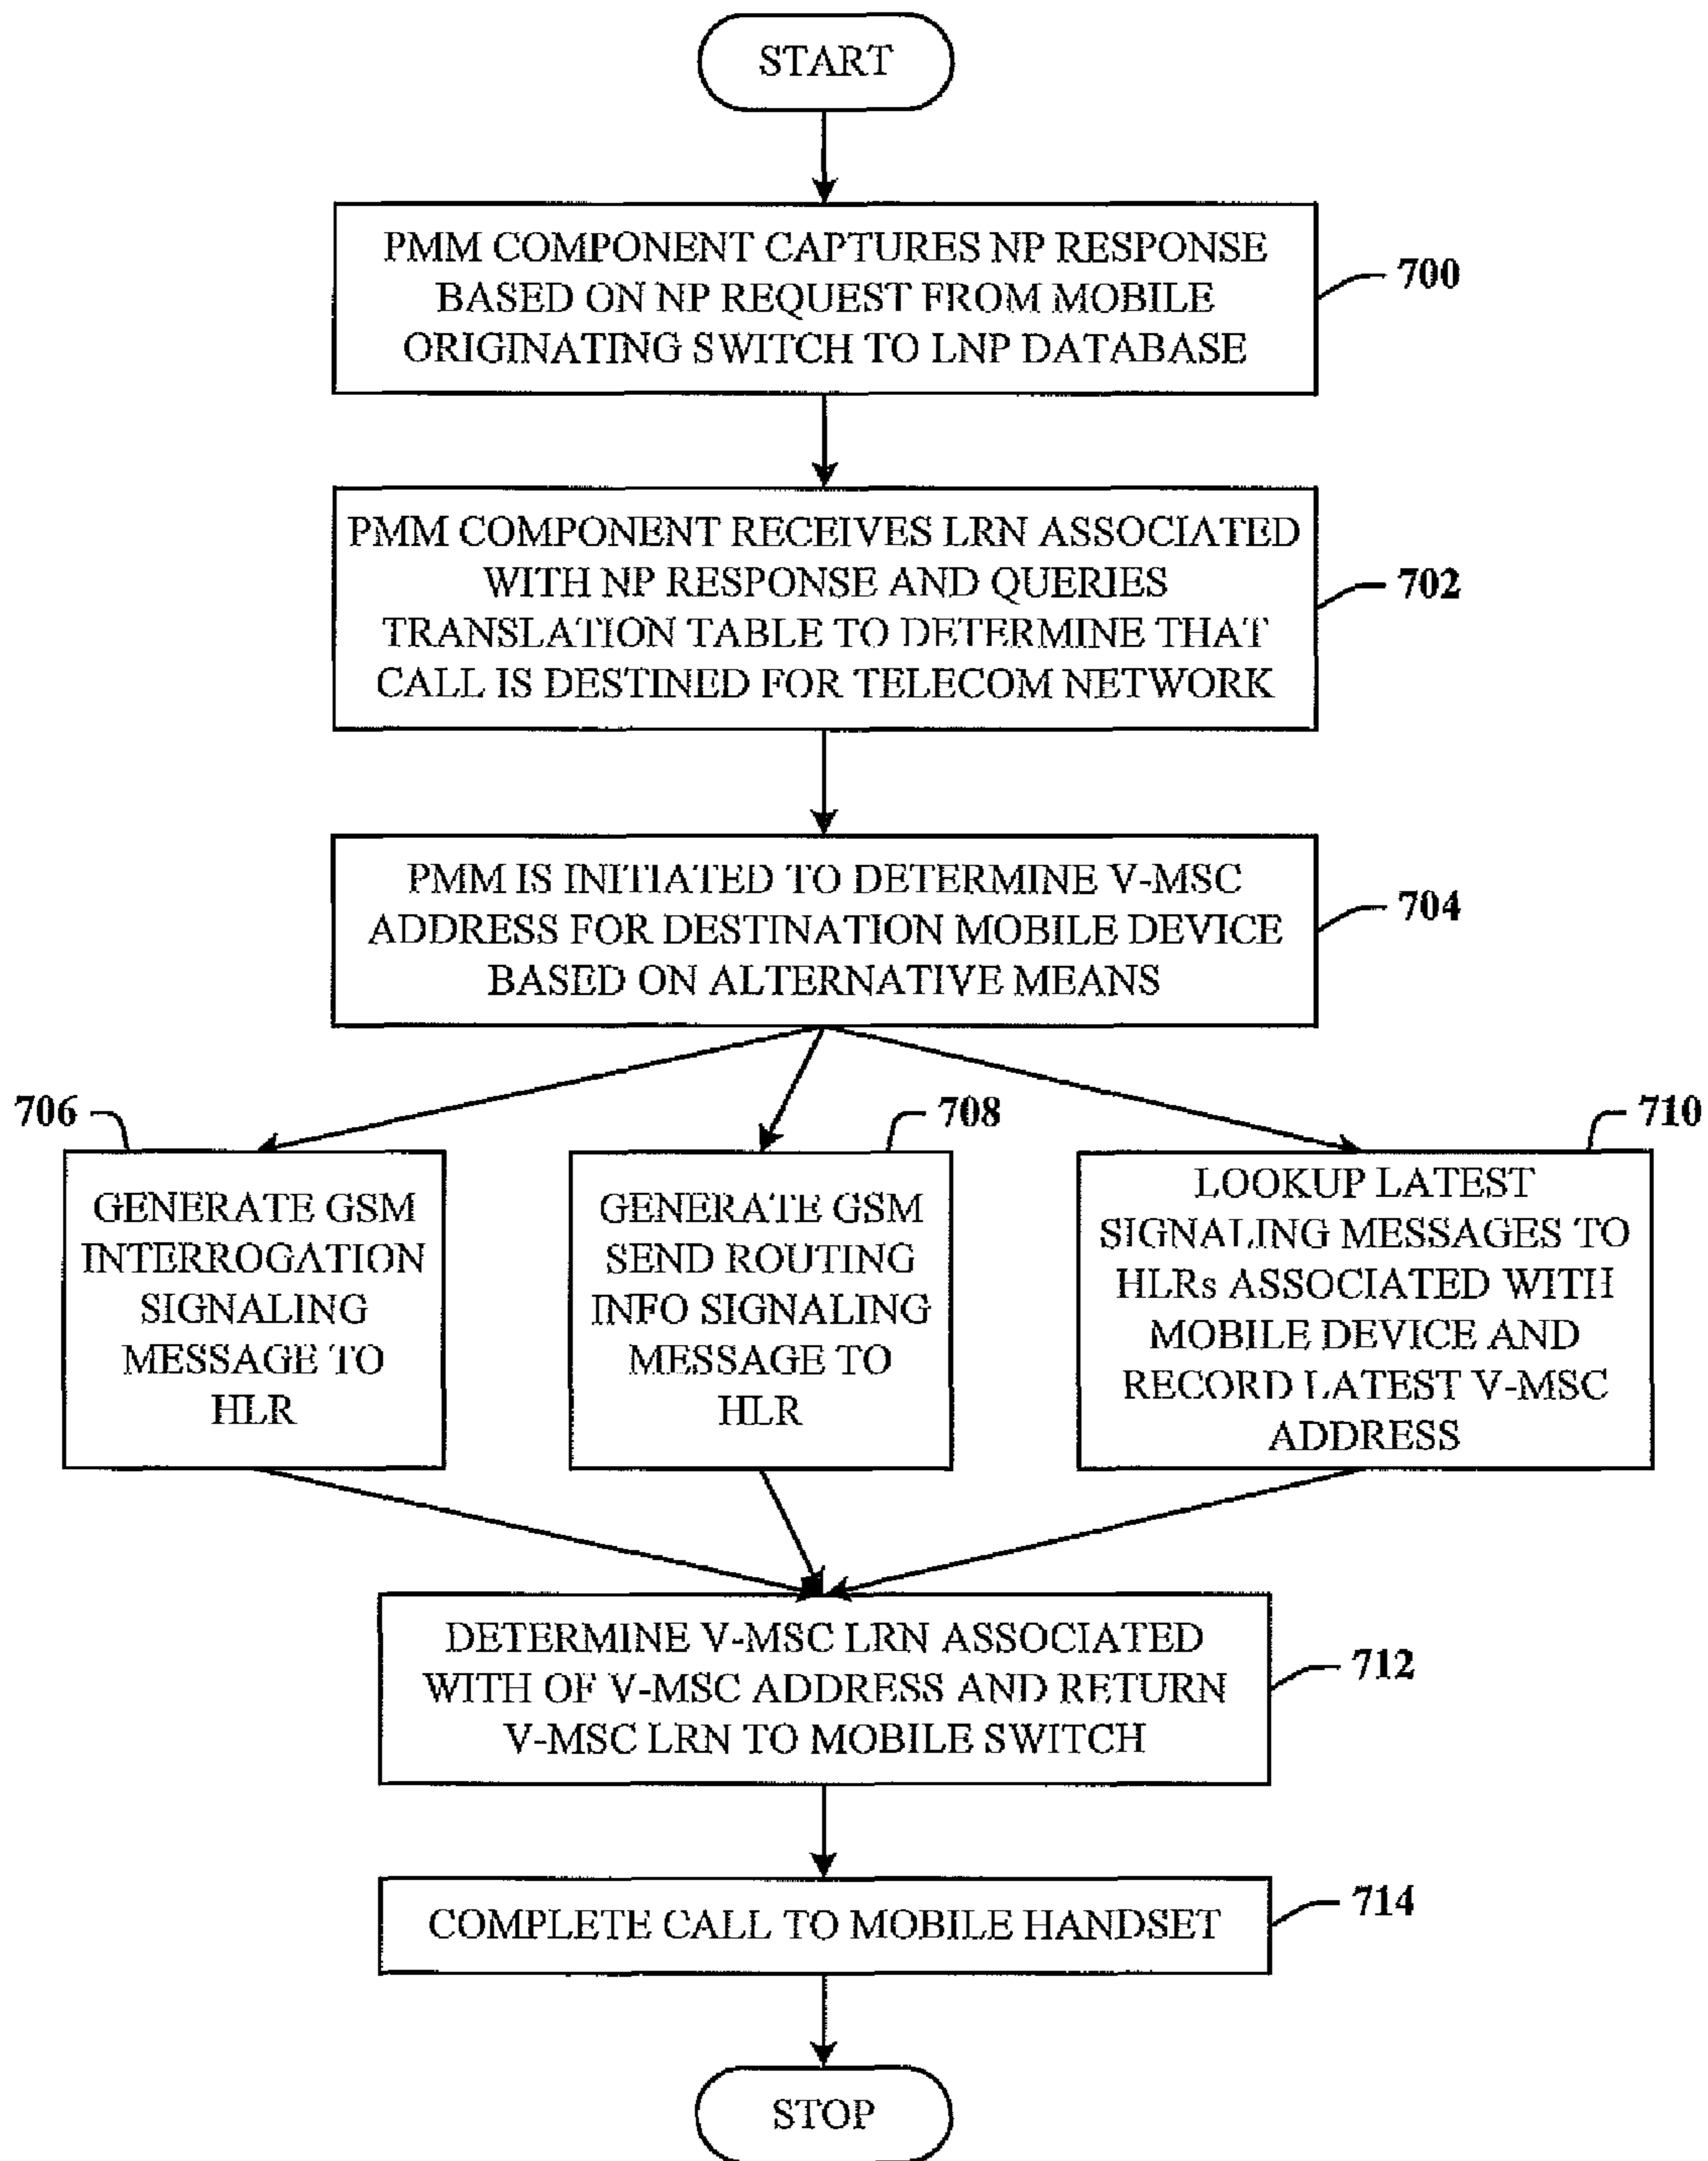 START
PMM COMPONENT CAPTURES NP RESPONSE
BASED ON NP REQUEST FROM MOBILE
ORIGINATING SWITCH TO LNP DATABASE
700
PMM COMPONENT RECEIVES LRN ASSOCIATED
WITH NP RESPONSE AND QUERIES
TRANSLATION TABLE TO DETERMINE THAT
CALL IS DESTINED FOR TELECOM NETWORK
702
PMM IS INITIATED TO DETERMINE V-MSC
ADDRESS FOR DESTINATION MOBILE DEVICE
BASED ON ALTERNATIVE MEANS
704
706
GENERATE GSM
INTERROGATION
SIGNALING
MESSAGE TO
HLR
708
GENERATE GSM
SEND ROUTING
INFO SIGNALING
MESSAGE TO
HLR
710
LOOKUP LATEST
SIGNALING MESSAGES TO
HLRs ASSOCIATED WITH
MOBILE DEVICE AND
RECORD LATEST V-MSC
ADDRESS
DETERMINE V-MSC LRN ASSOCIATED
WITH OF V-MSC ADDRESS AND RETURN
V-MSC LRN TO MOBILE SWITCH
712
COMPLETE CALL TO MOBILE HANDSET
714
STOP